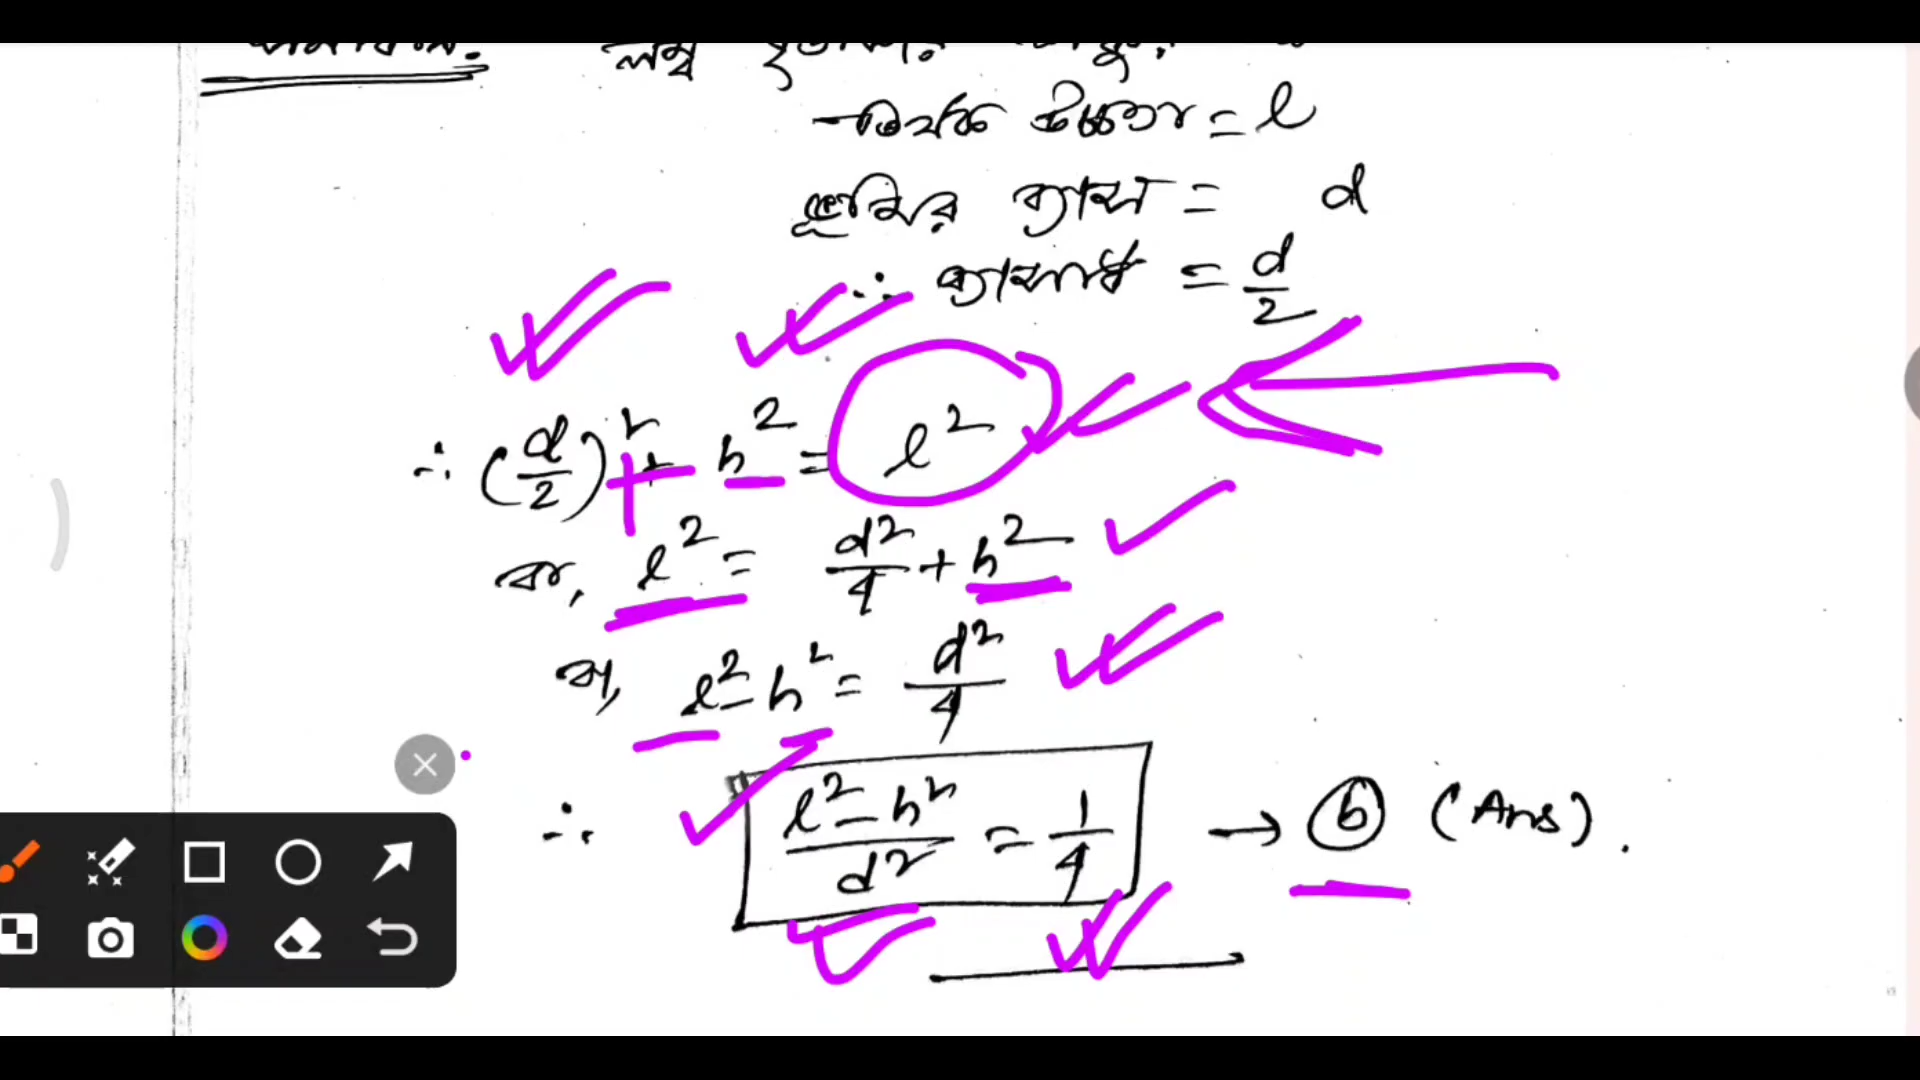 লম্ব
তির্যক উচ্চতা = l
ভূমির ব্যাস = d
∴ ব্যাসার্ধ = d/2
∴ (d/2)² + h² = l²
বা, l² = d²/4 + h²
বা, l² - h² = d²/4
∴ (l² - h²)/d² = 1/4 → ⓑ (Ans).